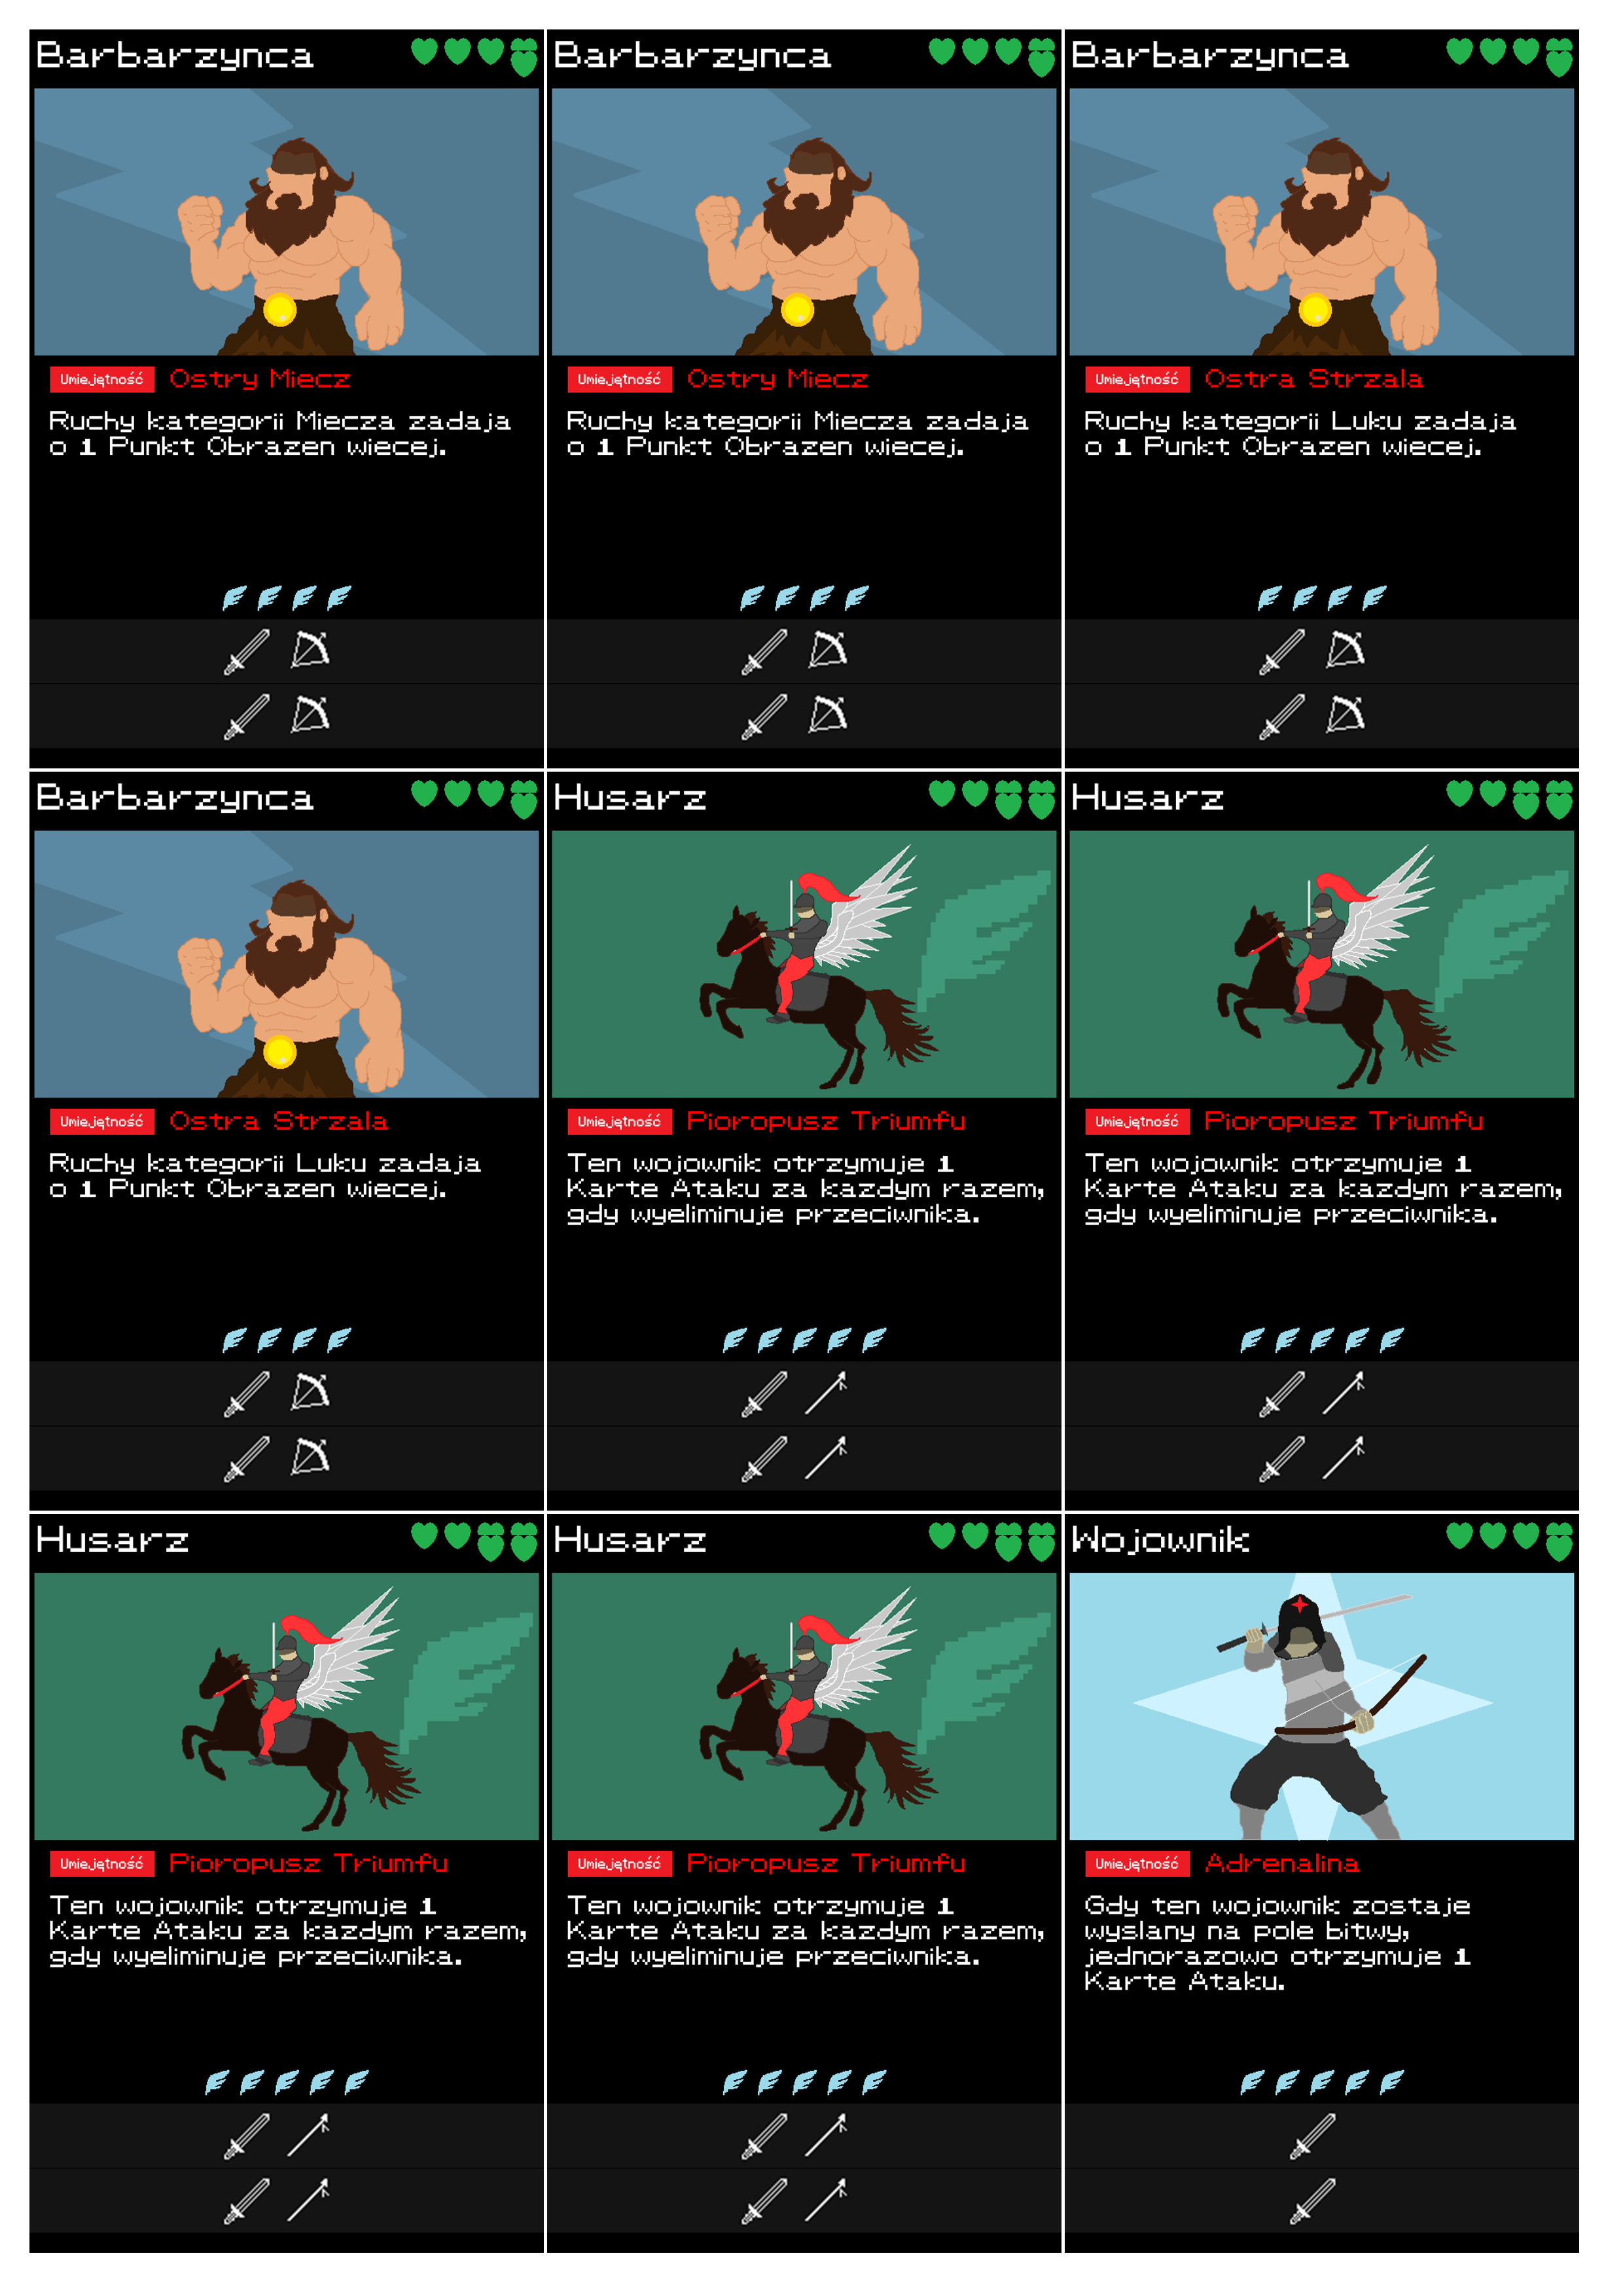 Barbarzynca
Umiejętność Ostry Miecz
Ruchy kategorii Miecza zadaja
o 1 Punkt Obrazen wiecej.
Barbarzynca
Umiejętność Ostry Miecz
Ruchy kategorii Miecza zadaja
o 1 Punkt Obrazen wiecej.
Barbarzynca
Umiejętność Ostra Strzala
Ruchy kategorii Luku zadaja
o 1 Punkt Obrazen wiecej.
Barbarzynca
Umiejętność Ostra Strzala
Ruchy kategorii Luku zadaja
o 1 Punkt Obrazen wiecej.
Husarz
Umiejętność Pioropusz Triumfu
Ten wojownik otrzymuje 1
Karte Ataku za kazdym razem,
gdy wyeliminuje przeciwnika.
Husarz
Umiejętność Pioropusz Triumfu
Ten wojownik otrzymuje 1
Karte Ataku za kazdym razem,
gdy wyeliminuje przeciwnika.
Husarz
Umiejętność Pioropusz Triumfu
Ten wojownik otrzymuje 1
Karte Ataku za kazdym razem,
gdy wyeliminuje przeciwnika.
Husarz
Umiejętność Pioropusz Triumfu
Ten wojownik otrzymuje 1
Karte Ataku za kazdym razem,
gdy wyeliminuje przeciwnika.
Wojownik
Umiejętność Adrenalina
Gdy ten wojownik zostaje
wyslany na pole bitwy,
jednorazowo otrzymuje 1
Karte Ataku.